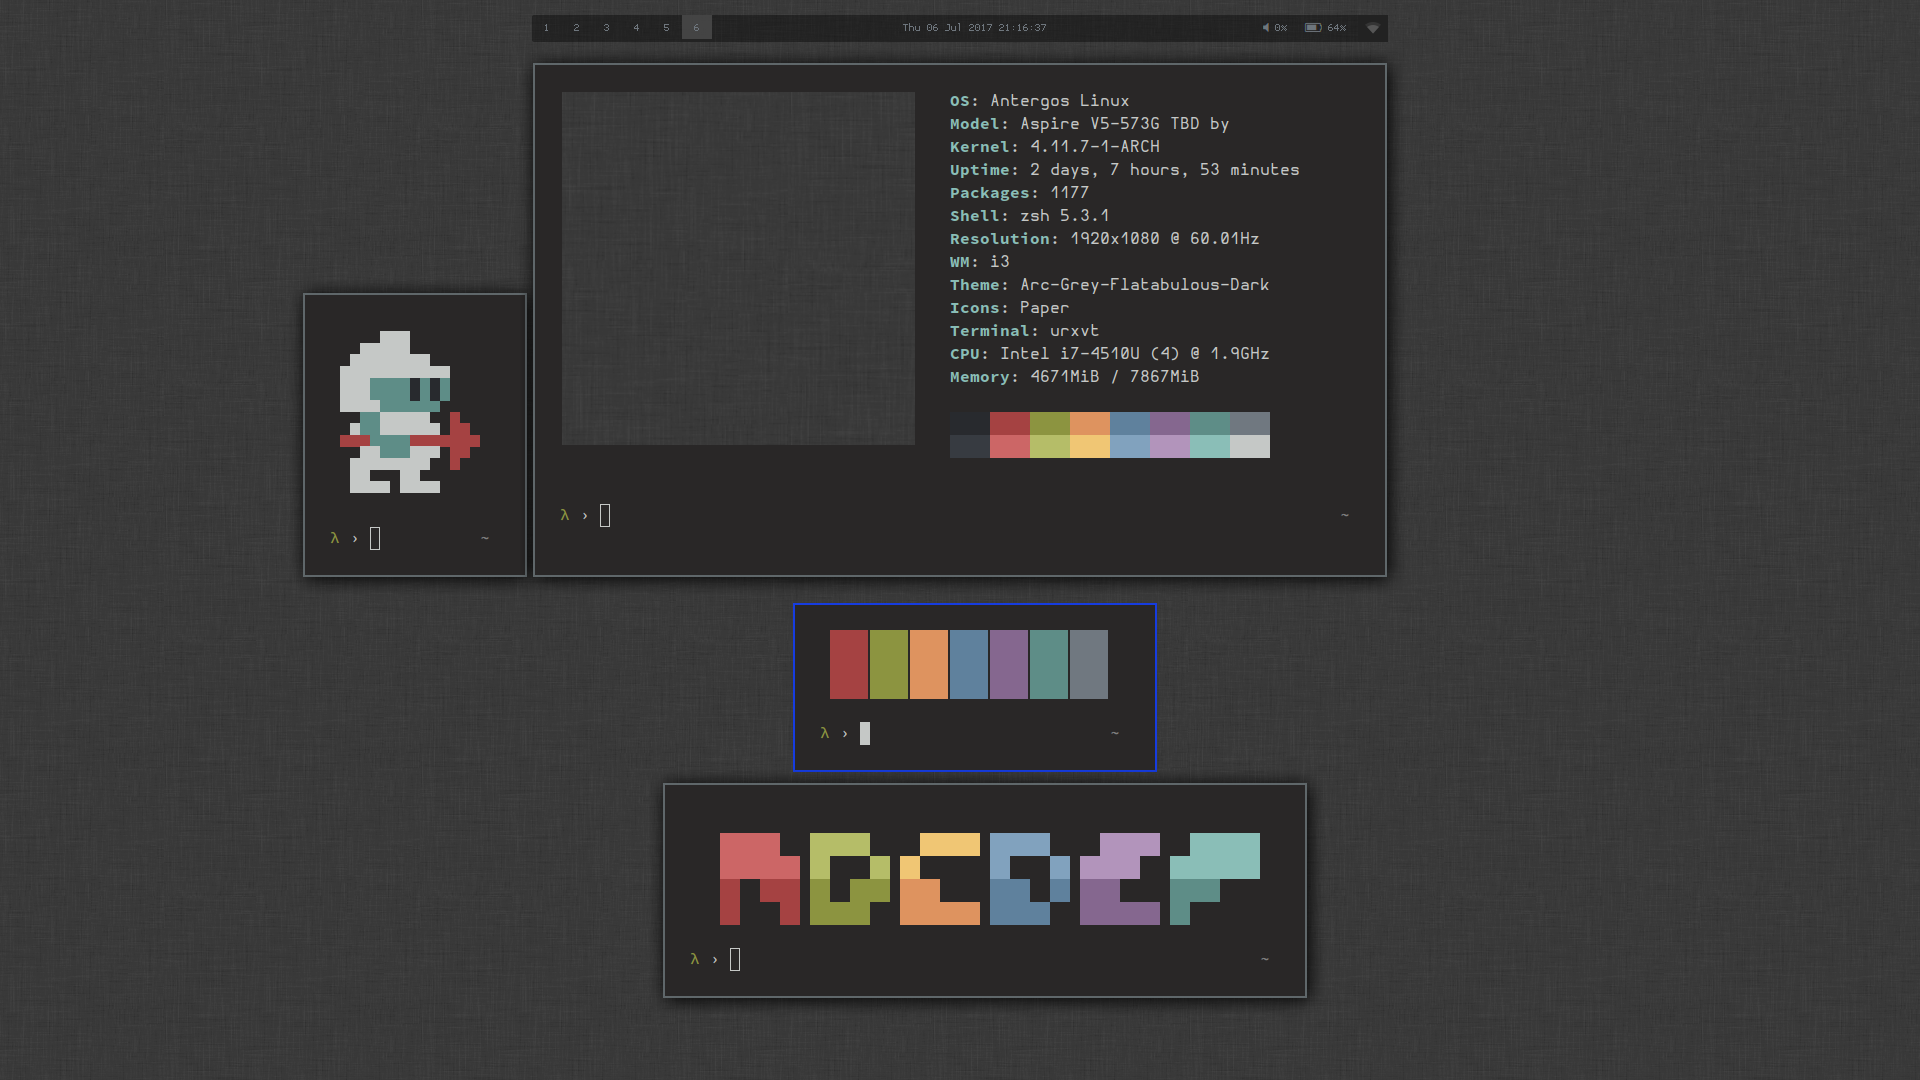 1 2 3 4 5 6 Thu 06 Jul 2017 21:16:37 0% 64%
OS: Antergos Linux
Model: Aspire V5-573G TBD by
Kernel: 4.11.7-1-ARCH
Uptime: 2 days, 7 hours, 53 minutes
Packages: 1177
Shell: zsh 5.3.1
Resolution: 1920x1080 @ 60.01Hz
WM: i3
Theme: Arc-Grey-Flatabulous-Dark
Icons: Paper
Terminal: urxvt
CPU: Intel i7-4510U (4) @ 1.9GHz
Memory: 4671MiB / 7867MiB
λ › ~
λ › ~
λ › ~
λ › ~